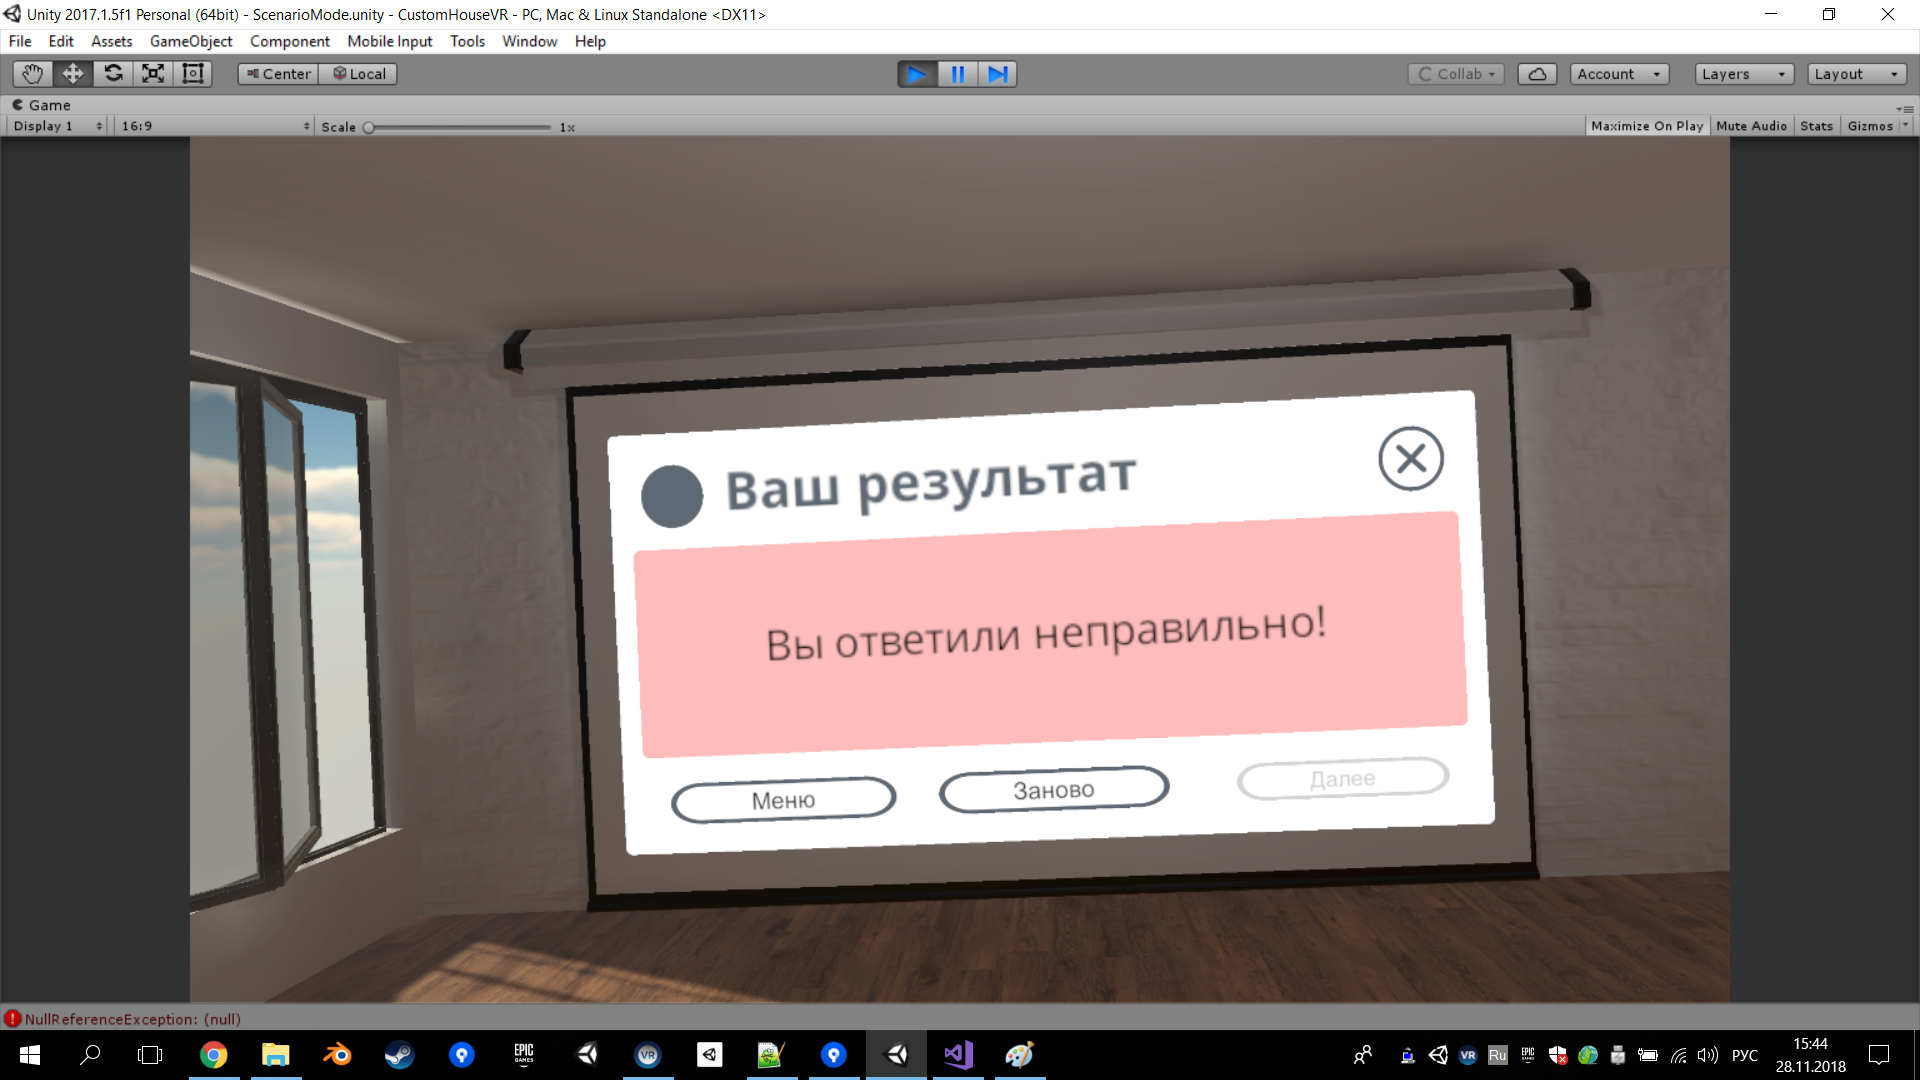 Unity 2017.1.5f1 Personal (64bit) - ScenarioMode.unity - CustomHouseVR - PC, Mac & Linux Standalone <DX11>
File Edit Assets GameObject Component Mobile Input Tools Window Help
Center Local Collab Account Layers Layout
Game
Display 1 16:9 Scale 1x Maximize On Play Mute Audio Stats Gizmos
Ваш результат
Вы ответили неправильно!
Меню Заново Далее
NullReferenceException: (null)
EPIC GAMES VR VR Ru EPIC GAMES РУС 15:44
28.11.2018